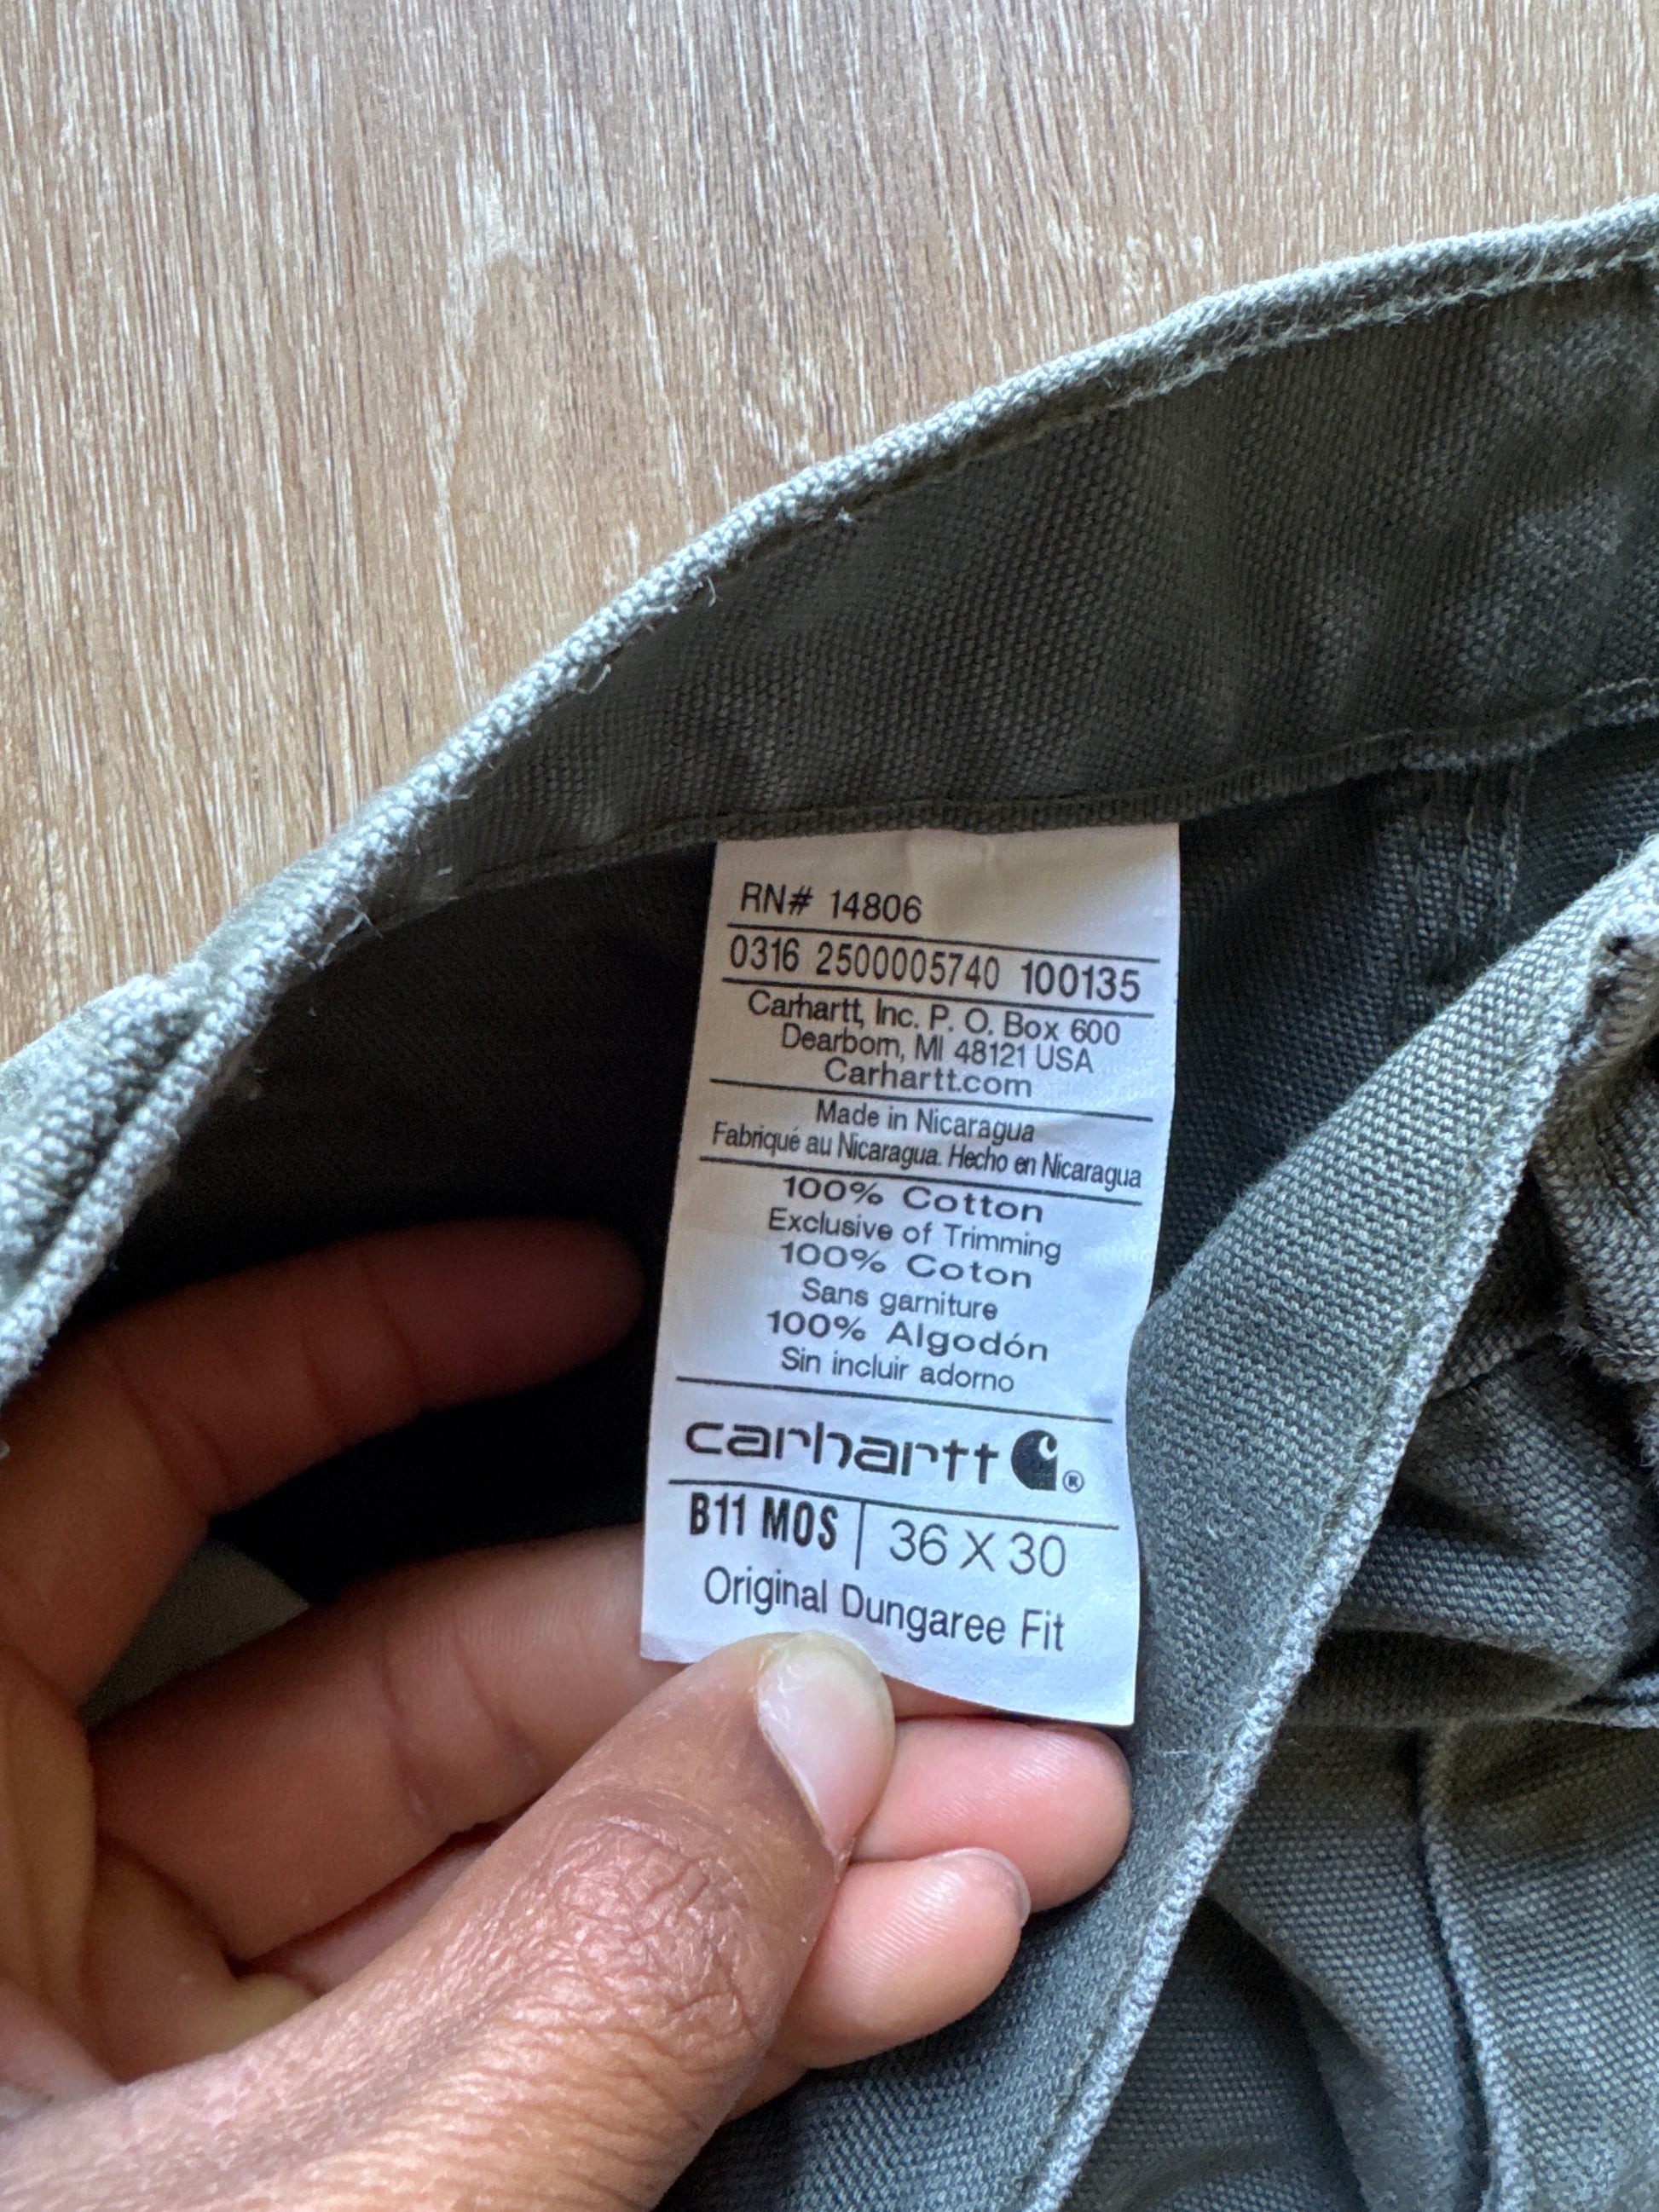 RN# 14806
0316 2500005740 100135
Carhartt, Inc. P. O. Box 600
Dearborn, MI 48121 USA
Carhartt.com
Made in Nicaragua
Fabriqué au Nicaragua. Hecho en Nicaragua
100% Cotton
Exclusive of Trimming
100% Coton
Sans garniture
100% Algodón
Sin incluir adorno
carhartt ®
B11 MOS | 36 X 30
Original Dungaree Fit